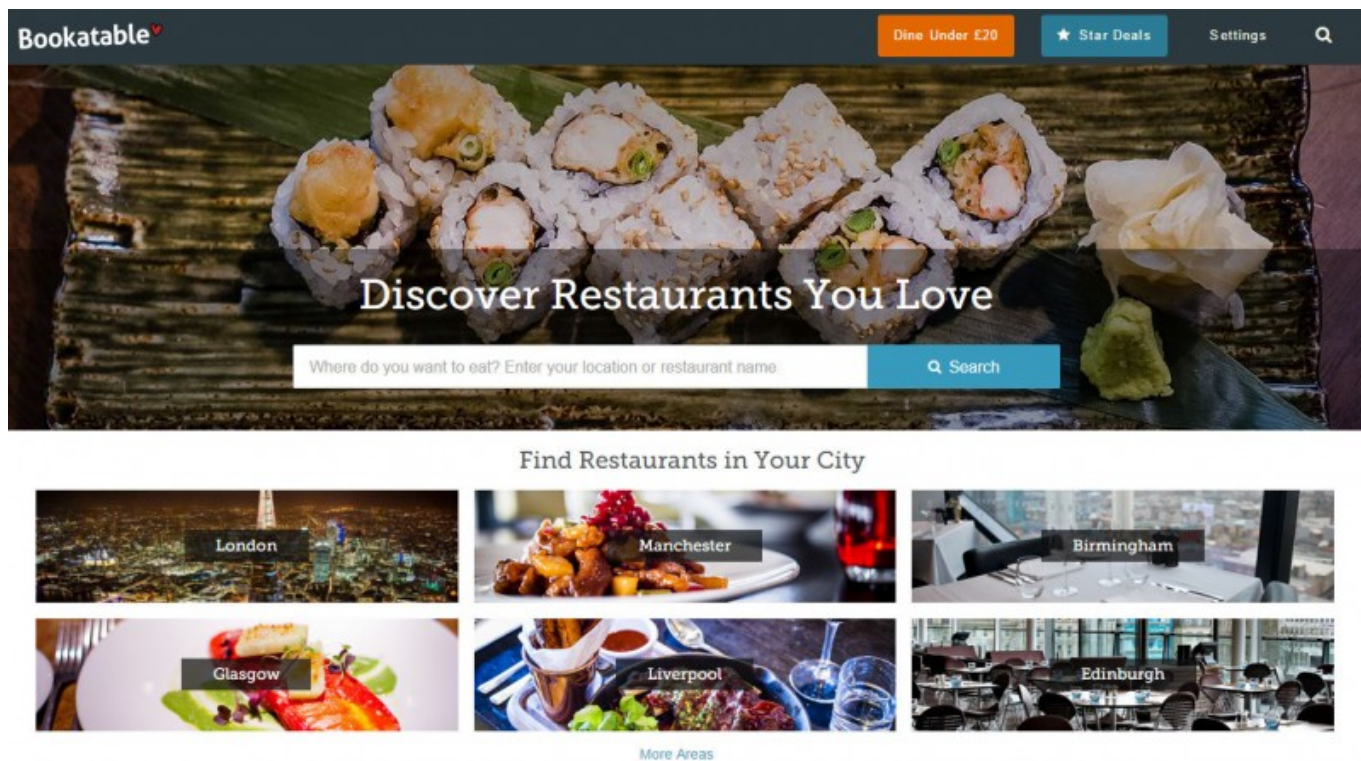 Bookatable
Dine Under £20
★ Star Deals
Settings
Discover Restaurants You Love
Where do you want to eat? Enter your location or restaurant name
Search
Find Restaurants in Your City
London
Manchester
Birmingham
Glasgow
Liverpool
Edinburgh
More Areas